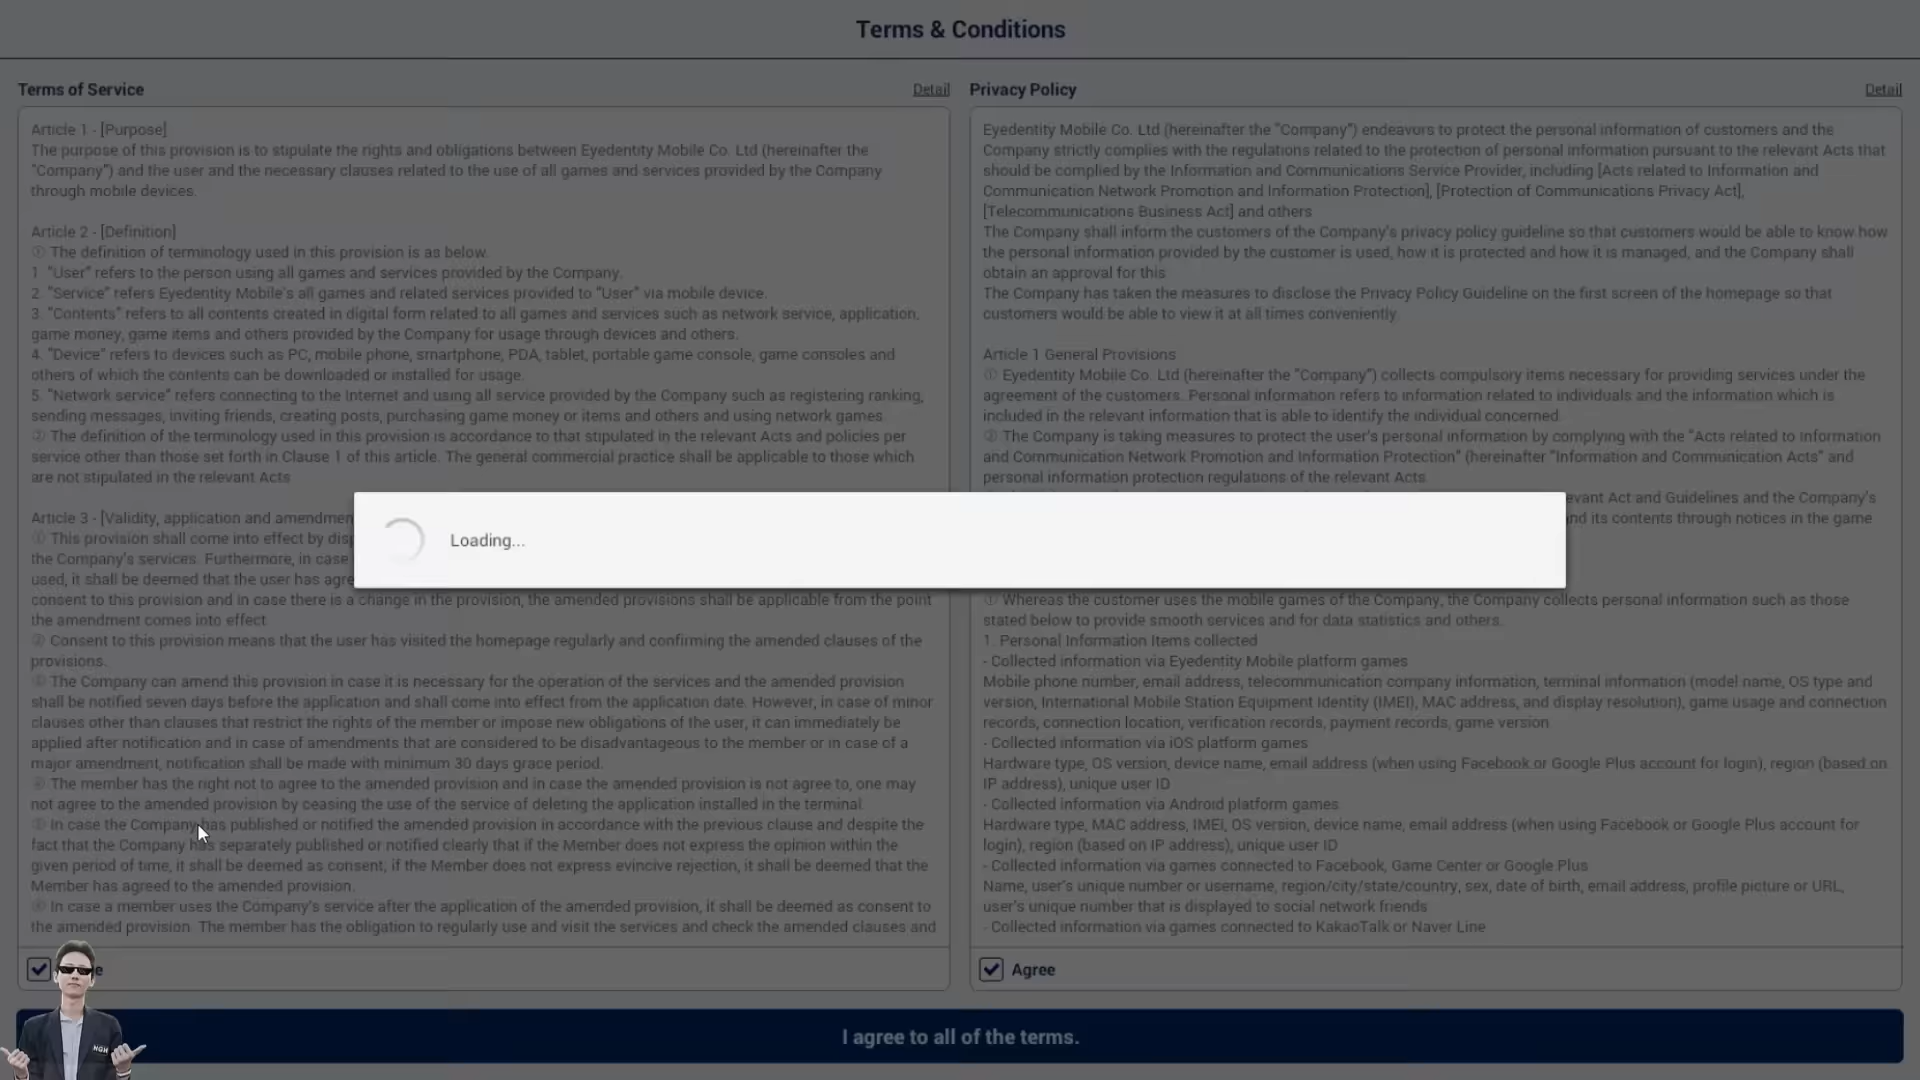 Terms & Conditions
Terms of Service
Detail
Article 1 - [Purpose]
The purpose of this provision is to stipulate the rights and obligations between Eyedentity Mobile Co. Ltd (hereinafter the
"Company") and the user and the necessary clauses related to the use of all games and services provided by the Company
through mobile devices.
Article 2 - [Definition]
① The definition of terminology used in this provision is as below.
1. "User" refers to the person using all games and services provided by the Company.
2. "Service" refers Eyedentity Mobile's all games and related services provided to "User" via mobile device.
3. "Contents" refers to all contents created in digital form related to all games and services such as network service, application,
game money, game items and others provided by the Company for usage through devices and others.
4. "Device" refers to devices such as PC, mobile phone, smartphone, PDA, tablet, portable game console, game consoles and
others of which the contents can be downloaded or installed for usage.
5. "Network service" refers connecting to the Internet and using all service provided by the Company such as registering ranking,
sending messages, inviting friends, creating posts, purchasing game money or items and others and using network games.
② The definition of the terminology used in this provision is accordance to that stipulated in the relevant Acts and policies per
service other than those set forth in Clause 1 of this article. The general commercial practice shall be applicable to those which
are not stipulated in the relevant Acts
Article 3 - [Validity, application and amendmen
① This provision shall come into effect by disp
the Company's services. Furthermore, in case
used, it shall be deemed that the user has agre
consent to this provision and in case there is a change in the provision, the amended provisions shall be applicable from the point
the amendment comes into effect
② Consent to this provision means that the user has visited the homepage regularly and confirming the amended clauses of the
provisions.
③ The Company can amend this provision in case it is necessary for the operation of the services and the amended provision
shall be notified seven days before the application and shall come into effect from the application date. However, in case of minor
clauses other than clauses that restrict the rights of the member or impose new obligations of the user, it can immediately be
applied after notification and in case of amendments that are considered to be disadvantageous to the member or in case of a
major amendment, notification shall be made with minimum 30 days grace period.
④ The member has the right not to agree to the amended provision and in case the amended provision is not agree to, one may
not agree to the amended provision by ceasing the use of the service of deleting the application installed in the terminal.
⑤ In case the Company has published or notified the amended provision in accordance with the previous clause and despite the
fact that the Company has separately published or notified clearly that if the Member does not express the opinion within the
given period of time, it shall be deemed as consent, if the Member does not express evincive rejection, it shall be deemed that the
Member has agreed to the amended provision.
⑥ In case a member uses the Company's service after the application of the amended provision, it shall be deemed as consent to
the amended provision. The member has the obligation to regularly use and visit the services and check the amended clauses and
e
Privacy Policy
Detail
Eyedentity Mobile Co. Ltd (hereinafter the "Company") endeavors to protect the personal information of customers and the
Company strictly complies with the regulations related to the protection of personal information pursuant to the relevant Acts that
should be complied by the Information and Communications Service Provider, including [Acts related to Information and
Communication Network Promotion and Information Protection], [Protection of Communications Privacy Act],
[Telecommunications Business Act] and others
The Company shall inform the customers of the Company's privacy policy guideline so that customers would be able to know how
the personal information provided by the customer is used, how it is protected and how it is managed, and the Company shall
obtain an approval for this.
The Company has taken the measures to disclose the Privacy Policy Guideline on the first screen of the homepage so that
customers would be able to view it at all times conveniently.
Article 1 General Provisions
① Eyedentity Mobile Co. Ltd (hereinafter the "Company") collects compulsory items necessary for providing services under the
agreement of the customers. Personal information refers to information related to individuals and the information which is
included in the relevant information that is able to identify the individual concerned.
② The Company is taking measures to protect the user's personal information by complying with the "Acts related to Information
and Communication Network Promotion and Information Protection" (hereinafter "Information and Communication Acts" and
personal information protection regulations of the relevant Acts
evant Act and Guidelines and the Company's
nd its contents through notices in the game
① Whereas the customer uses the mobile games of the Company, the Company collects personal information such as those
stated below to provide smooth services and for data statistics and others.
1. Personal Information Items collected
- Collected information via Eyedentity Mobile platform games
Mobile phone number, email address, telecommunication company information, terminal information (model name, OS type and
version, International Mobile Station Equipment Identity (IMEI), MAC address, and display resolution), game usage and connection
records, connection location, verification records, payment records, game version
- Collected information via iOS platform games
Hardware type, OS version, device name, email address (when using Facebook or Google Plus account for login), region (based on
IP address), unique user ID
- Collected information via Android platform games
Hardware type, MAC address, IMEI, OS version, device name, email address (when using Facebook or Google Plus account for
login), region (based on IP address), unique user ID
- Collected information via games connected to Facebook, Game Center or Google Plus
Name, user's unique number or username, region/city/state/country, sex, date of birth, email address, profile picture or URL,
user's unique number that is displayed to social network friends
- Collected information via games connected to KakaoTalk or Naver Line
Agree
Loading...
I agree to all of the terms.
NGH